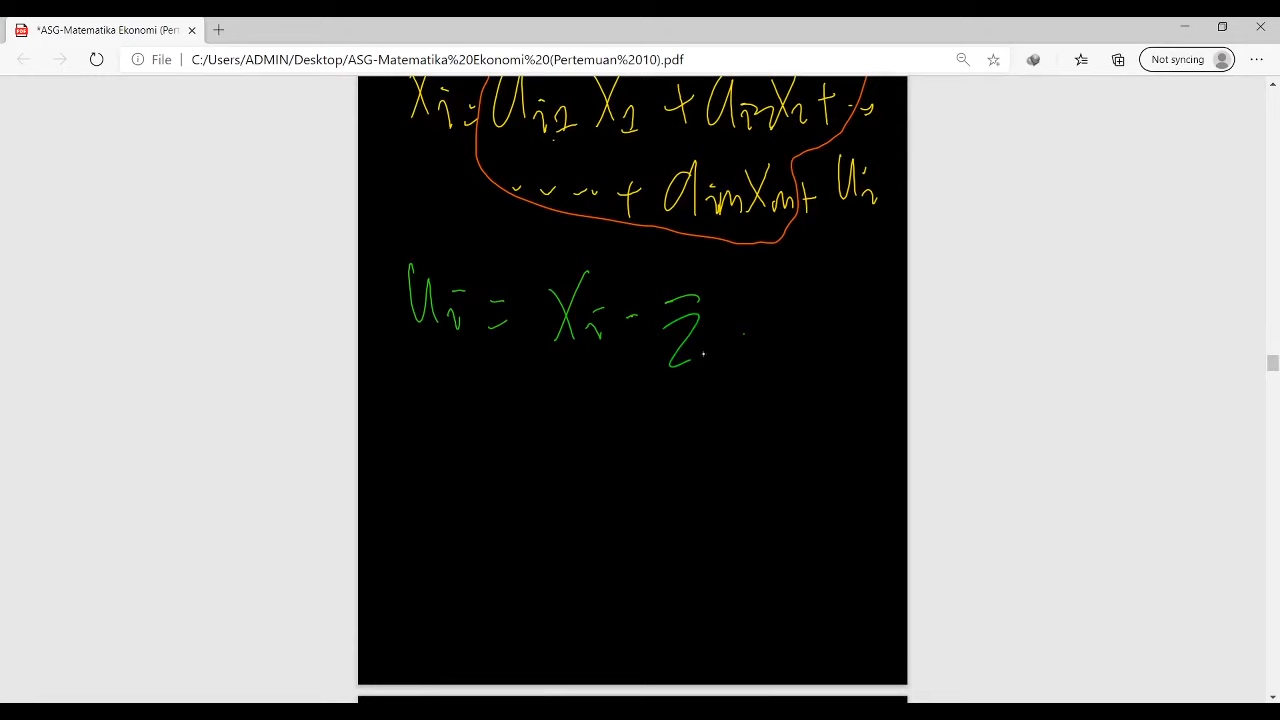 *ASG-Matematika Ekonomi (Pert
File C:/Users/ADMIN/Desktop/ASG-Matematika%20Ekonomi%20(Pertemuan%2010).pdf
Not syncing
Xi = ai1 X1 + ai2X2 + ..
..... + aimXm + Ui
Ui = Xi - Σ